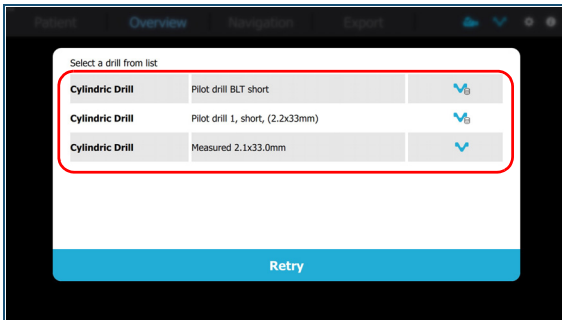 Patient Overview Navigation Export
Select a drill from list
Cylindric Drill Pilot drill BLT short
Cylindric Drill Pilot drill 1, short, (2.2x33mm)
Cylindric Drill Measured 2.1x33.0mm
Retry